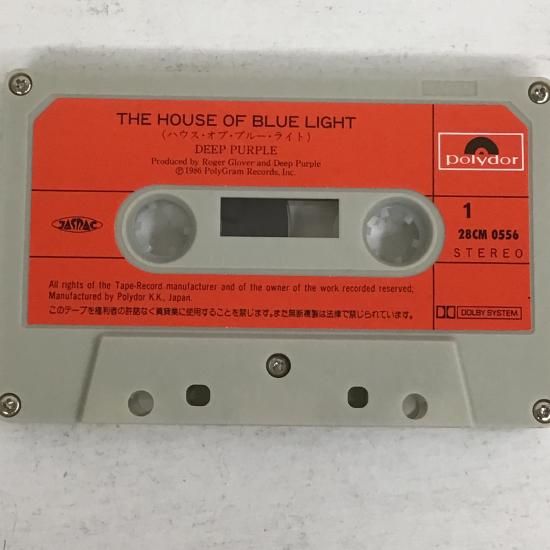 THE HOUSE OF BLUE LIGHT
(ハウス・オブ・ブルー・ライト)
DEEP PURPLE
Produced by Roger Glover and Deep Purple
Ⓟ1986 PolyGram Records, Inc.
polydor
JASRAC
1
28CM 0556
STEREO
All rights of the Tape-Record manufacturer and of the owner of the work recorded reserved.
Manufactured by Polydor K.K., Japan.
このテープを権利者の許諾なく賃貸業に使用することを禁じます。また無断複製は法律で禁じられています。
DOLBY SYSTEM